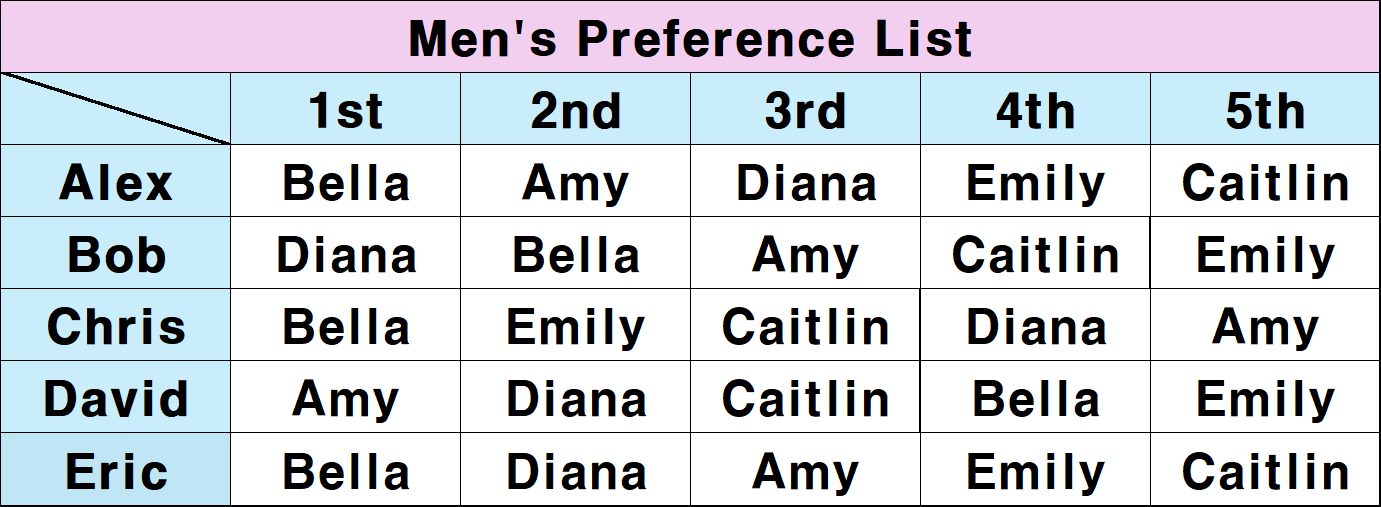 Men's Preference List
1st 2nd 3rd 4th 5th
Alex Bella Amy Diana Emily Caitlin
Bob Diana Bella Amy Caitlin Emily
Chris Bella Emily Caitlin Diana Amy
David Amy Diana Caitlin Bella Emily
Eric Bella Diana Amy Emily Caitlin